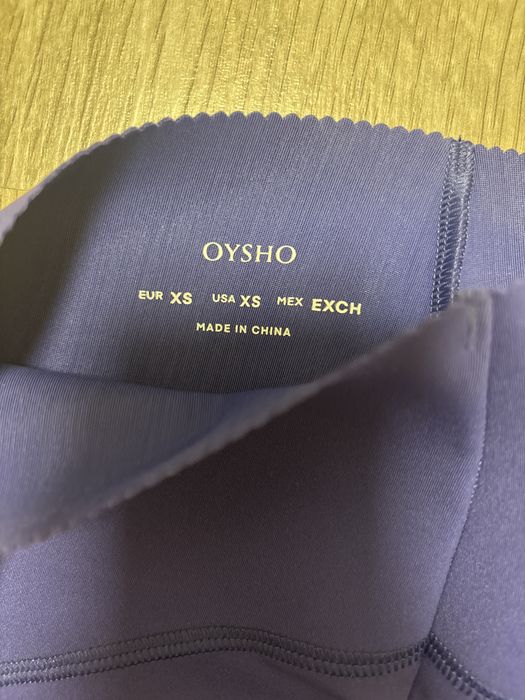 OYSHO
EUR XS USA XS MEX EXCH
MADE IN CHINA